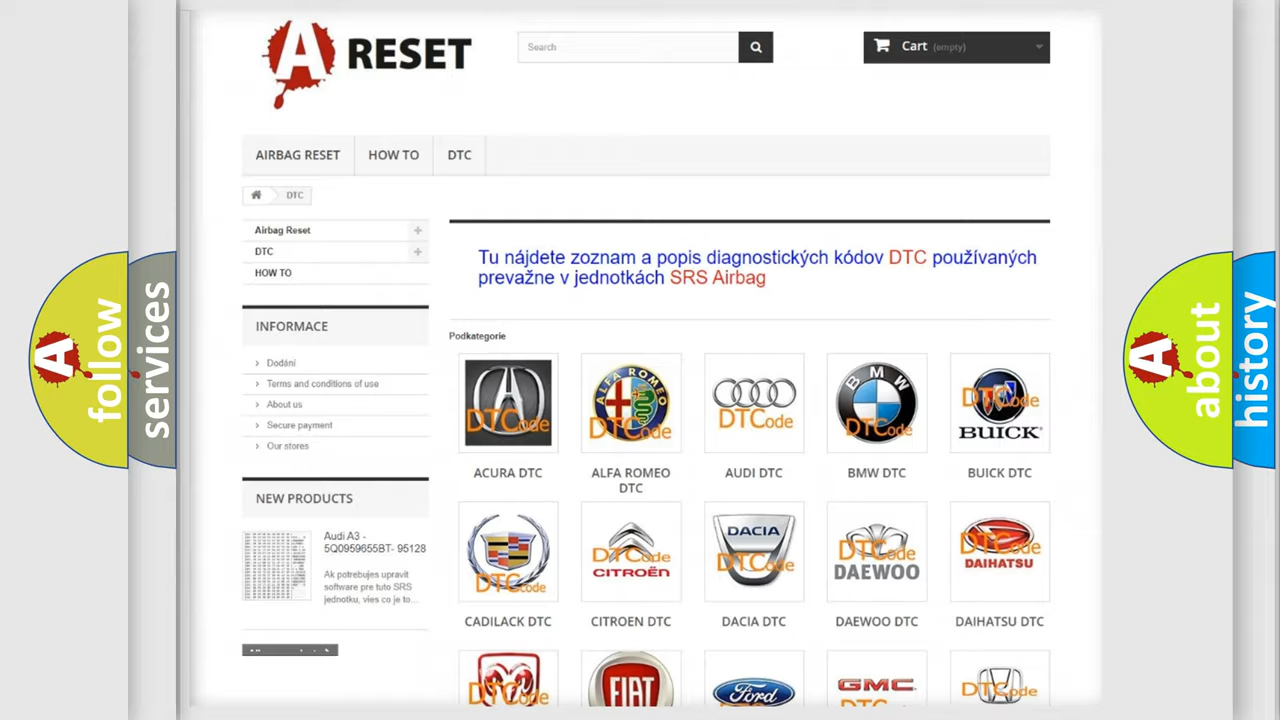 A RESET
Search
Cart (empty)
AIRBAG RESET
HOW TO
DTC
DTC
Airbag Reset
DTC
HOW TO
Tu nájdete zoznam a popis diagnostických kódov DTC používaných
prevažne v jednotkách SRS Airbag
INFORMACE
Dodání
Terms and conditions of use
About us
Secure payment
Our stores
NEW PRODUCTS
Audi A3 -
5Q0959655BT- 95128
Ak potrebujes upravit
software pre tuto SRS
jednotku, vies co je to...
Podkategorie
DTCode
ALFA ROMEO
DTCode
DTCode
BMW
DTCode
DTCode
BUICK
ACURA DTC
ALFA ROMEO
DTC
AUDI DTC
BMW DTC
BUICK DTC
DTCode
DTCode
CITROËN
DACIA
DTCode
DTCode
DAEWOO
DTCode
DAIHATSU
CADILACK DTC
CITROEN DTC
DACIA DTC
DAEWOO DTC
DAIHATSU DTC
DTCode
FIAT
Ford
GMC
DTCode
A follow
services
A about
history